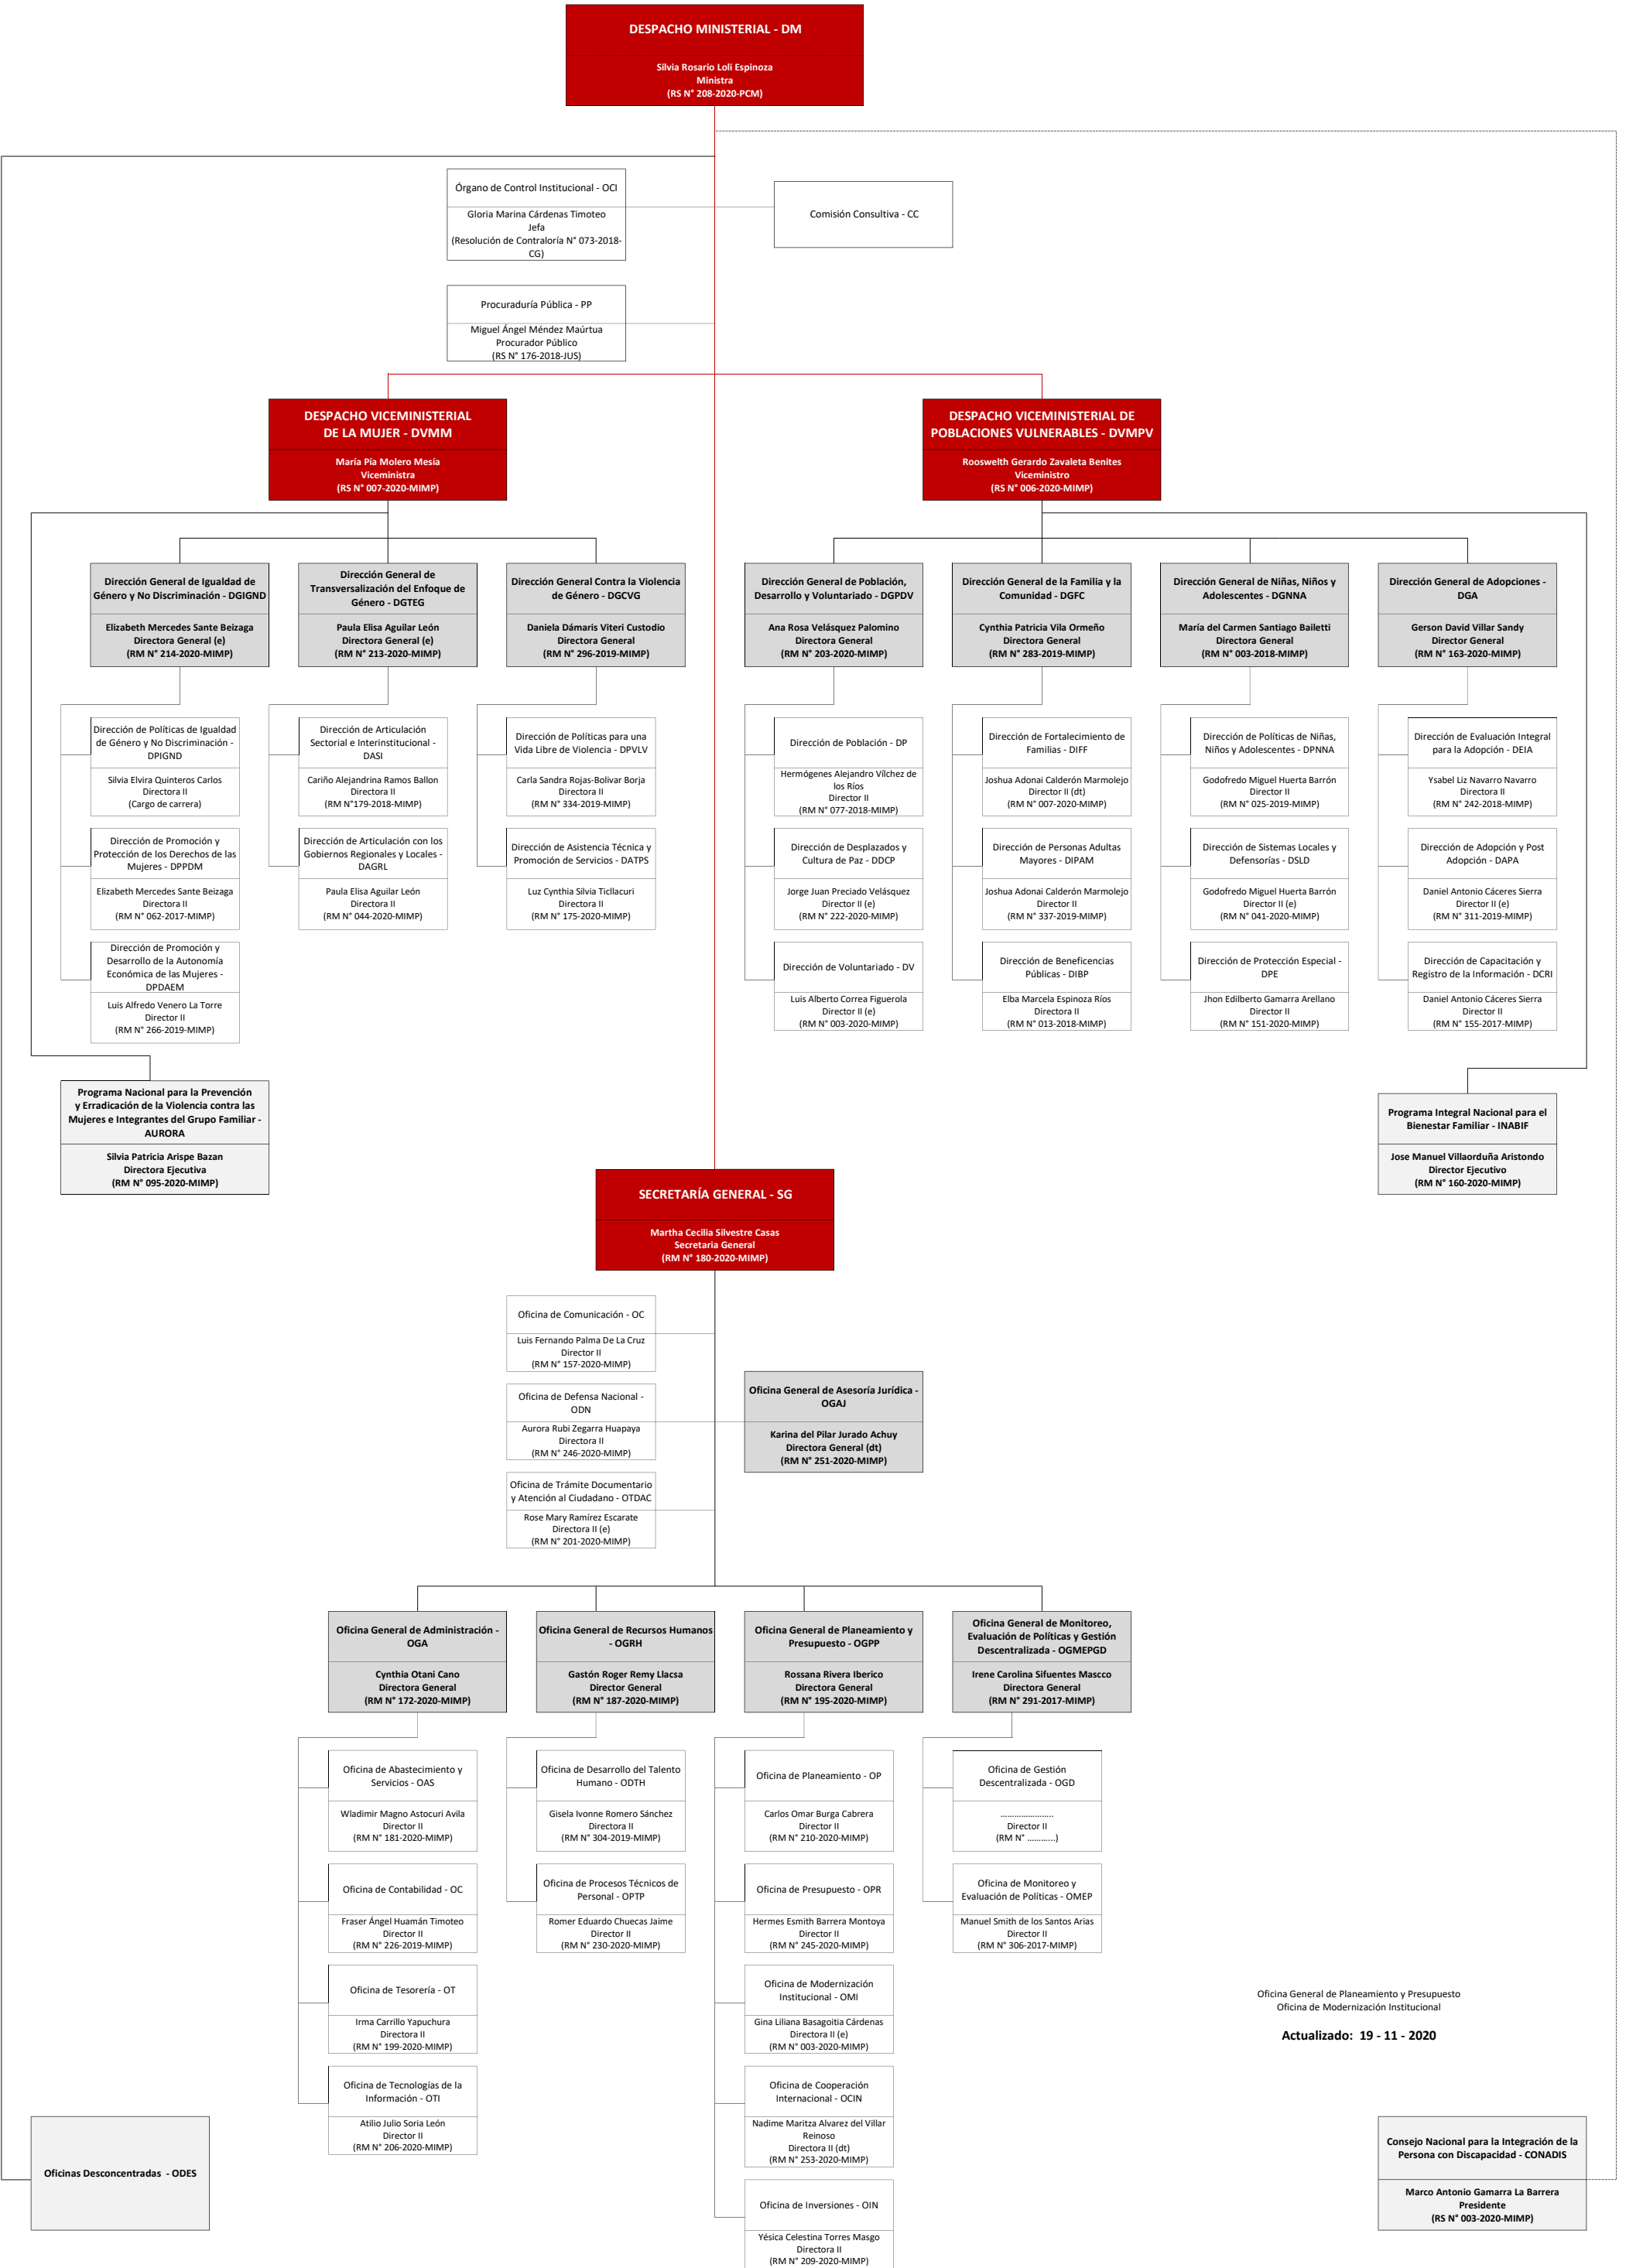 DESPACHO MINISTERIAL - DM
Silvia Rosario Loli Espinoza
Ministra
(RS N° 208-2020-PCM)
Órgano de Control Institucional - OCI
Gloria Marina Cárdenas Timoteo
Jefa
(Resolución de Contraloría N° 073-2018-
CG)
Comisión Consultiva - CC
Procuraduría Pública - PP
Miguel Ángel Méndez Maúrtua
Procurador Público
(RS N° 176-2018-JUS)
DESPACHO VICEMINISTERIAL
DE LA MUJER - DVMM
María Pía Molero Mesía
Viceministra
(RS N° 007-2020-MIMP)
DESPACHO VICEMINISTERIAL DE
POBLACIONES VULNERABLES - DVMPV
Rooswelth Gerardo Zavaleta Benites
Viceministro
(RS N° 006-2020-MIMP)
Dirección General de Igualdad de
Género y No Discriminación - DGIGND
Elizabeth Mercedes Sante Beizaga
Directora General (e)
(RM N° 214-2020-MIMP)
Dirección General de
Transversalización del Enfoque de
Género - DGTEG
Paula Elisa Aguilar León
Directora General (e)
(RM N° 213-2020-MIMP)
Dirección General Contra la Violencia
de Género - DGCVG
Daniela Dámaris Viteri Custodio
Directora General
(RM N° 296-2019-MIMP)
Dirección General de Población,
Desarrollo y Voluntariado - DGPDV
Ana Rosa Velásquez Palomino
Directora General
(RM N° 203-2020-MIMP)
Dirección General de la Familia y la
Comunidad - DGFC
Cynthia Patricia Vila Ormeño
Directora General
(RM N° 283-2019-MIMP)
Dirección General de Niñas, Niños y
Adolescentes - DGNNA
María del Carmen Santiago Bailetti
Directora General
(RM N° 003-2018-MIMP)
Dirección General de Adopciones -
DGA
Gerson David Villar Sandy
Director General
(RM N° 163-2020-MIMP)
Dirección de Políticas de Igualdad
de Género y No Discriminación -
DPIGND
Silvia Elvira Quinteros Carlos
Directora II
(Cargo de carrera)
Dirección de Articulación
Sectorial e Interinstitucional -
DASI
Cariño Alejandrina Ramos Ballon
Directora II
(RM N°179-2018-MIMP)
Dirección de Políticas para una
Vida Libre de Violencia - DPVLV
Carla Sandra Rojas-Bolivar Borja
Directora II
(RM N° 334-2019-MIMP)
Dirección de Población - DP
Hermógenes Alejandro Vílchez de
los Ríos
Director II
(RM N° 077-2018-MIMP)
Dirección de Fortalecimiento de
Familias - DIFF
Joshua Adonai Calderón Marmolejo
Director II (dt)
(RM N° 007-2020-MIMP)
Dirección de Políticas de Niñas,
Niños y Adolescentes - DPNNA
Godofredo Miguel Huerta Barrón
Director II
(RM N° 025-2019-MIMP)
Dirección de Evaluación Integral
para la Adopción - DEIA
Ysabel Liz Navarro Navarro
Directora II
(RM N° 242-2018-MIMP)
Dirección de Promoción y
Protección de los Derechos de las
Mujeres - DPPDM
Elizabeth Mercedes Sante Beizaga
Directora II
(RM N° 062-2017-MIMP)
Dirección de Articulación con los
Gobiernos Regionales y Locales -
DAGRL
Paula Elisa Aguilar León
Directora II
(RM N° 044-2020-MIMP)
Dirección de Asistencia Técnica y
Promoción de Servicios - DATPS
Luz Cynthia Silvia Ticllacuri
Directora II
(RM N° 175-2020-MIMP)
Dirección de Desplazados y
Cultura de Paz - DDCP
Jorge Juan Preciado Velásquez
Director II (e)
(RM N° 222-2020-MIMP)
Dirección de Personas Adultas
Mayores - DIPAM
Joshua Adonai Calderón Marmolejo
Director II
(RM N° 337-2019-MIMP)
Dirección de Sistemas Locales y
Defensorías - DSLD
Godofredo Miguel Huerta Barrón
Director II (e)
(RM N° 041-2020-MIMP)
Dirección de Adopción y Post
Adopción - DAPA
Daniel Antonio Cáceres Sierra
Director II (e)
(RM N° 311-2019-MIMP)
Dirección de Promoción y
Desarrollo de la Autonomía
Económica de las Mujeres -
DPDAEM
Luis Alfredo Venero La Torre
Director II
(RM N° 266-2019-MIMP)
Dirección de Voluntariado - DV
Luis Alberto Correa Figuerola
Director II (e)
(RM N° 003-2020-MIMP)
Dirección de Beneficencias
Públicas - DIBP
Elba Marcela Espinoza Ríos
Directora II
(RM N° 013-2018-MIMP)
Dirección de Protección Especial -
DPE
Jhon Edilberto Gamarra Arellano
Director II
(RM N° 151-2020-MIMP)
Dirección de Capacitación y
Registro de la Información - DCRI
Daniel Antonio Cáceres Sierra
Director II
(RM N° 155-2017-MIMP)
Programa Nacional para la Prevención
y Erradicación de la Violencia contra las
Mujeres e Integrantes del Grupo Familiar -
AURORA
Silvia Patricia Arispe Bazan
Directora Ejecutiva
(RM N° 095-2020-MIMP)
Programa Integral Nacional para el
Bienestar Familiar - INABIF
Jose Manuel Villaorduña Aristondo
Director Ejecutivo
(RM N° 160-2020-MIMP)
SECRETARÍA GENERAL - SG
Martha Cecilia Silvestre Casas
Secretaria General
(RM N° 180-2020-MIMP)
Oficina de Comunicación - OC
Luis Fernando Palma De La Cruz
Director II
(RM N° 157-2020-MIMP)
Oficina de Defensa Nacional -
ODN
Aurora Rubi Zegarra Huapaya
Directora II
(RM N° 246-2020-MIMP)
Oficina General de Asesoría Jurídica -
OGAJ
Karina del Pilar Jurado Achuy
Directora General (dt)
(RM N° 251-2020-MIMP)
Oficina de Trámite Documentario
y Atención al Ciudadano - OTDAC
Rose Mary Ramírez Escarate
Directora II (e)
(RM N° 201-2020-MIMP)
Oficina General de Administración -
OGA
Cynthia Otani Cano
Directora General
(RM N° 172-2020-MIMP)
Oficina General de Recursos Humanos
- OGRH
Gastón Roger Remy Llacsa
Director General
(RM N° 187-2020-MIMP)
Oficina General de Planeamiento y
Presupuesto - OGPP
Rossana Rivera Iberico
Directora General
(RM N° 195-2020-MIMP)
Oficina General de Monitoreo,
Evaluación de Políticas y Gestión
Descentralizada - OGMEPGD
Irene Carolina Sifuentes Mascco
Directora General
(RM N° 291-2017-MIMP)
Oficina de Abastecimiento y
Servicios - OAS
Wladimir Magno Astocuri Avila
Director II
(RM N° 181-2020-MIMP)
Oficina de Desarrollo del Talento
Humano - ODTH
Gisela Ivonne Romero Sánchez
Directora II
(RM N° 304-2019-MIMP)
Oficina de Planeamiento - OP
Carlos Omar Burga Cabrera
Director II
(RM N° 210-2020-MIMP)
Oficina de Gestión
Descentralizada - OGD
…………………..
Director II
(RM N° ………...)
Oficina de Contabilidad - OC
Fraser Ángel Huamán Timoteo
Director II
(RM N° 226-2019-MIMP)
Oficina de Procesos Técnicos de
Personal - OPTP
Romer Eduardo Chuecas Jaime
Director II
(RM N° 230-2020-MIMP)
Oficina de Presupuesto - OPR
Hermes Esmith Barrera Montoya
Director II
(RM N° 245-2020-MIMP)
Oficina de Monitoreo y
Evaluación de Políticas - OMEP
Manuel Smith de los Santos Arias
Director II
(RM N° 306-2017-MIMP)
Oficina de Tesorería - OT
Irma Carrillo Yapuchura
Directora II
(RM N° 199-2020-MIMP)
Oficina de Modernización
Institucional - OMI
Gina Liliana Basagoitia Cárdenas
Directora II (e)
(RM N° 003-2020-MIMP)
Oficina General de Planeamiento y Presupuesto
Oficina de Modernización Institucional
Actualizado: 19 - 11 - 2020
Oficina de Tecnologías de la
Información - OTI
Atilio Julio Soria León
Director II
(RM N° 206-2020-MIMP)
Oficina de Cooperación
Internacional - OCIN
Nadime Maritza Alvarez del Villar
Reinoso
Directora II (dt)
(RM N° 253-2020-MIMP)
Oficinas Desconcentradas - ODES
Consejo Nacional para la Integración de la
Persona con Discapacidad - CONADIS
Marco Antonio Gamarra La Barrera
Presidente
(RS N° 003-2020-MIMP)
Oficina de Inversiones - OIN
Yésica Celestina Torres Masgo
Directora II
(RM N° 209-2020-MIMP)